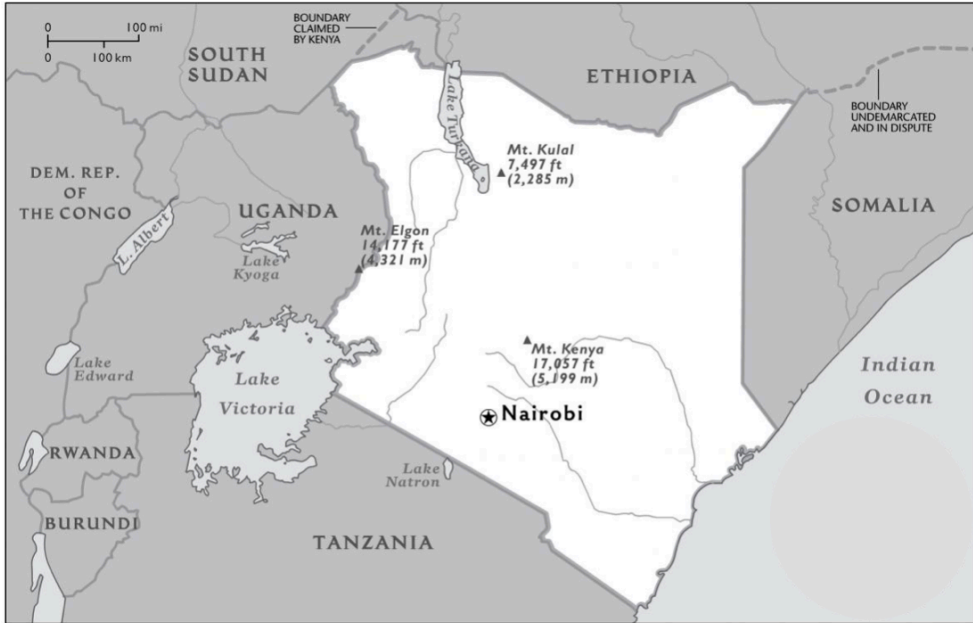 0 100 mi
0 100 km
BOUNDARY
CLAIMED
BY KENYA
SOUTH
SUDAN
ETHIOPIA
BOUNDARY
UNDEMARCATED
AND IN DISPUTE
Lake Turkana
Mt. Kulal
7,497 ft
(2,285 m)
DEM. REP.
OF
THE CONGO
UGANDA
SOMALIA
L. Albert
Mt. Elgon
14,177 ft
(4,321 m)
Lake
Kyoga
Lake
Edward
Lake
Victoria
Mt. Kenya
17,057 ft
(5,199 m)
Indian
Ocean
Nairobi
RWANDA
Lake
Natron
BURUNDI
TANZANIA